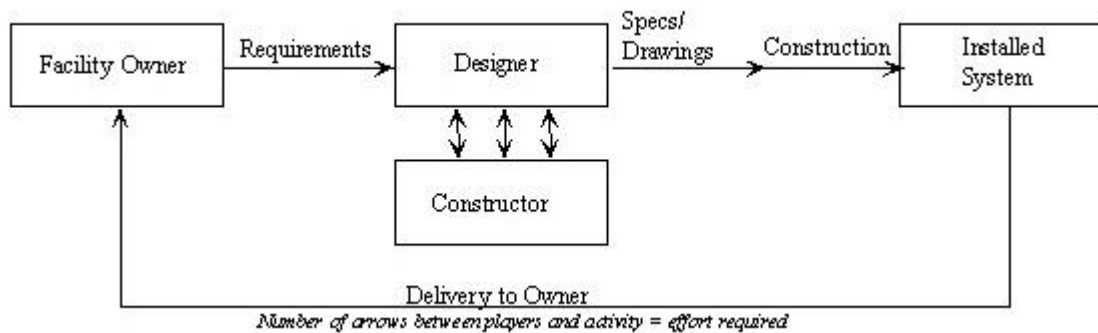 Facility Owner
Requirements
Designer
Specs/
Drawings
Construction
Installed
System
Constructor
Delivery to Owner
Number of arrows between players and activity = effort required